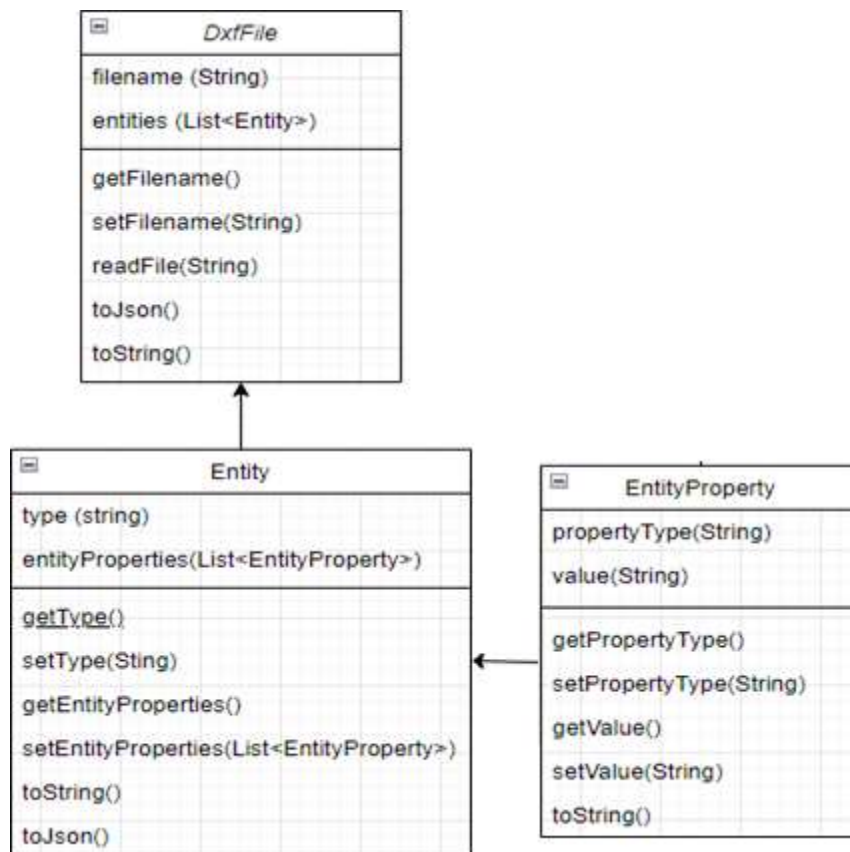 DxfFile
filename (String)
entities (List<Entity>)
getFilename()
setFilename(String)
readFile(String)
toJson()
toString()
Entity
type (string)
entityProperties(List<EntityProperty>)
getType()
setType(Sting)
getEntityProperties()
setEntityProperties(List<EntityProperty>)
toString()
toJson()
EntityProperty
propertyType(String)
value(String)
getPropertyType()
setPropertyType(String)
getValue()
setValue(String)
toString()